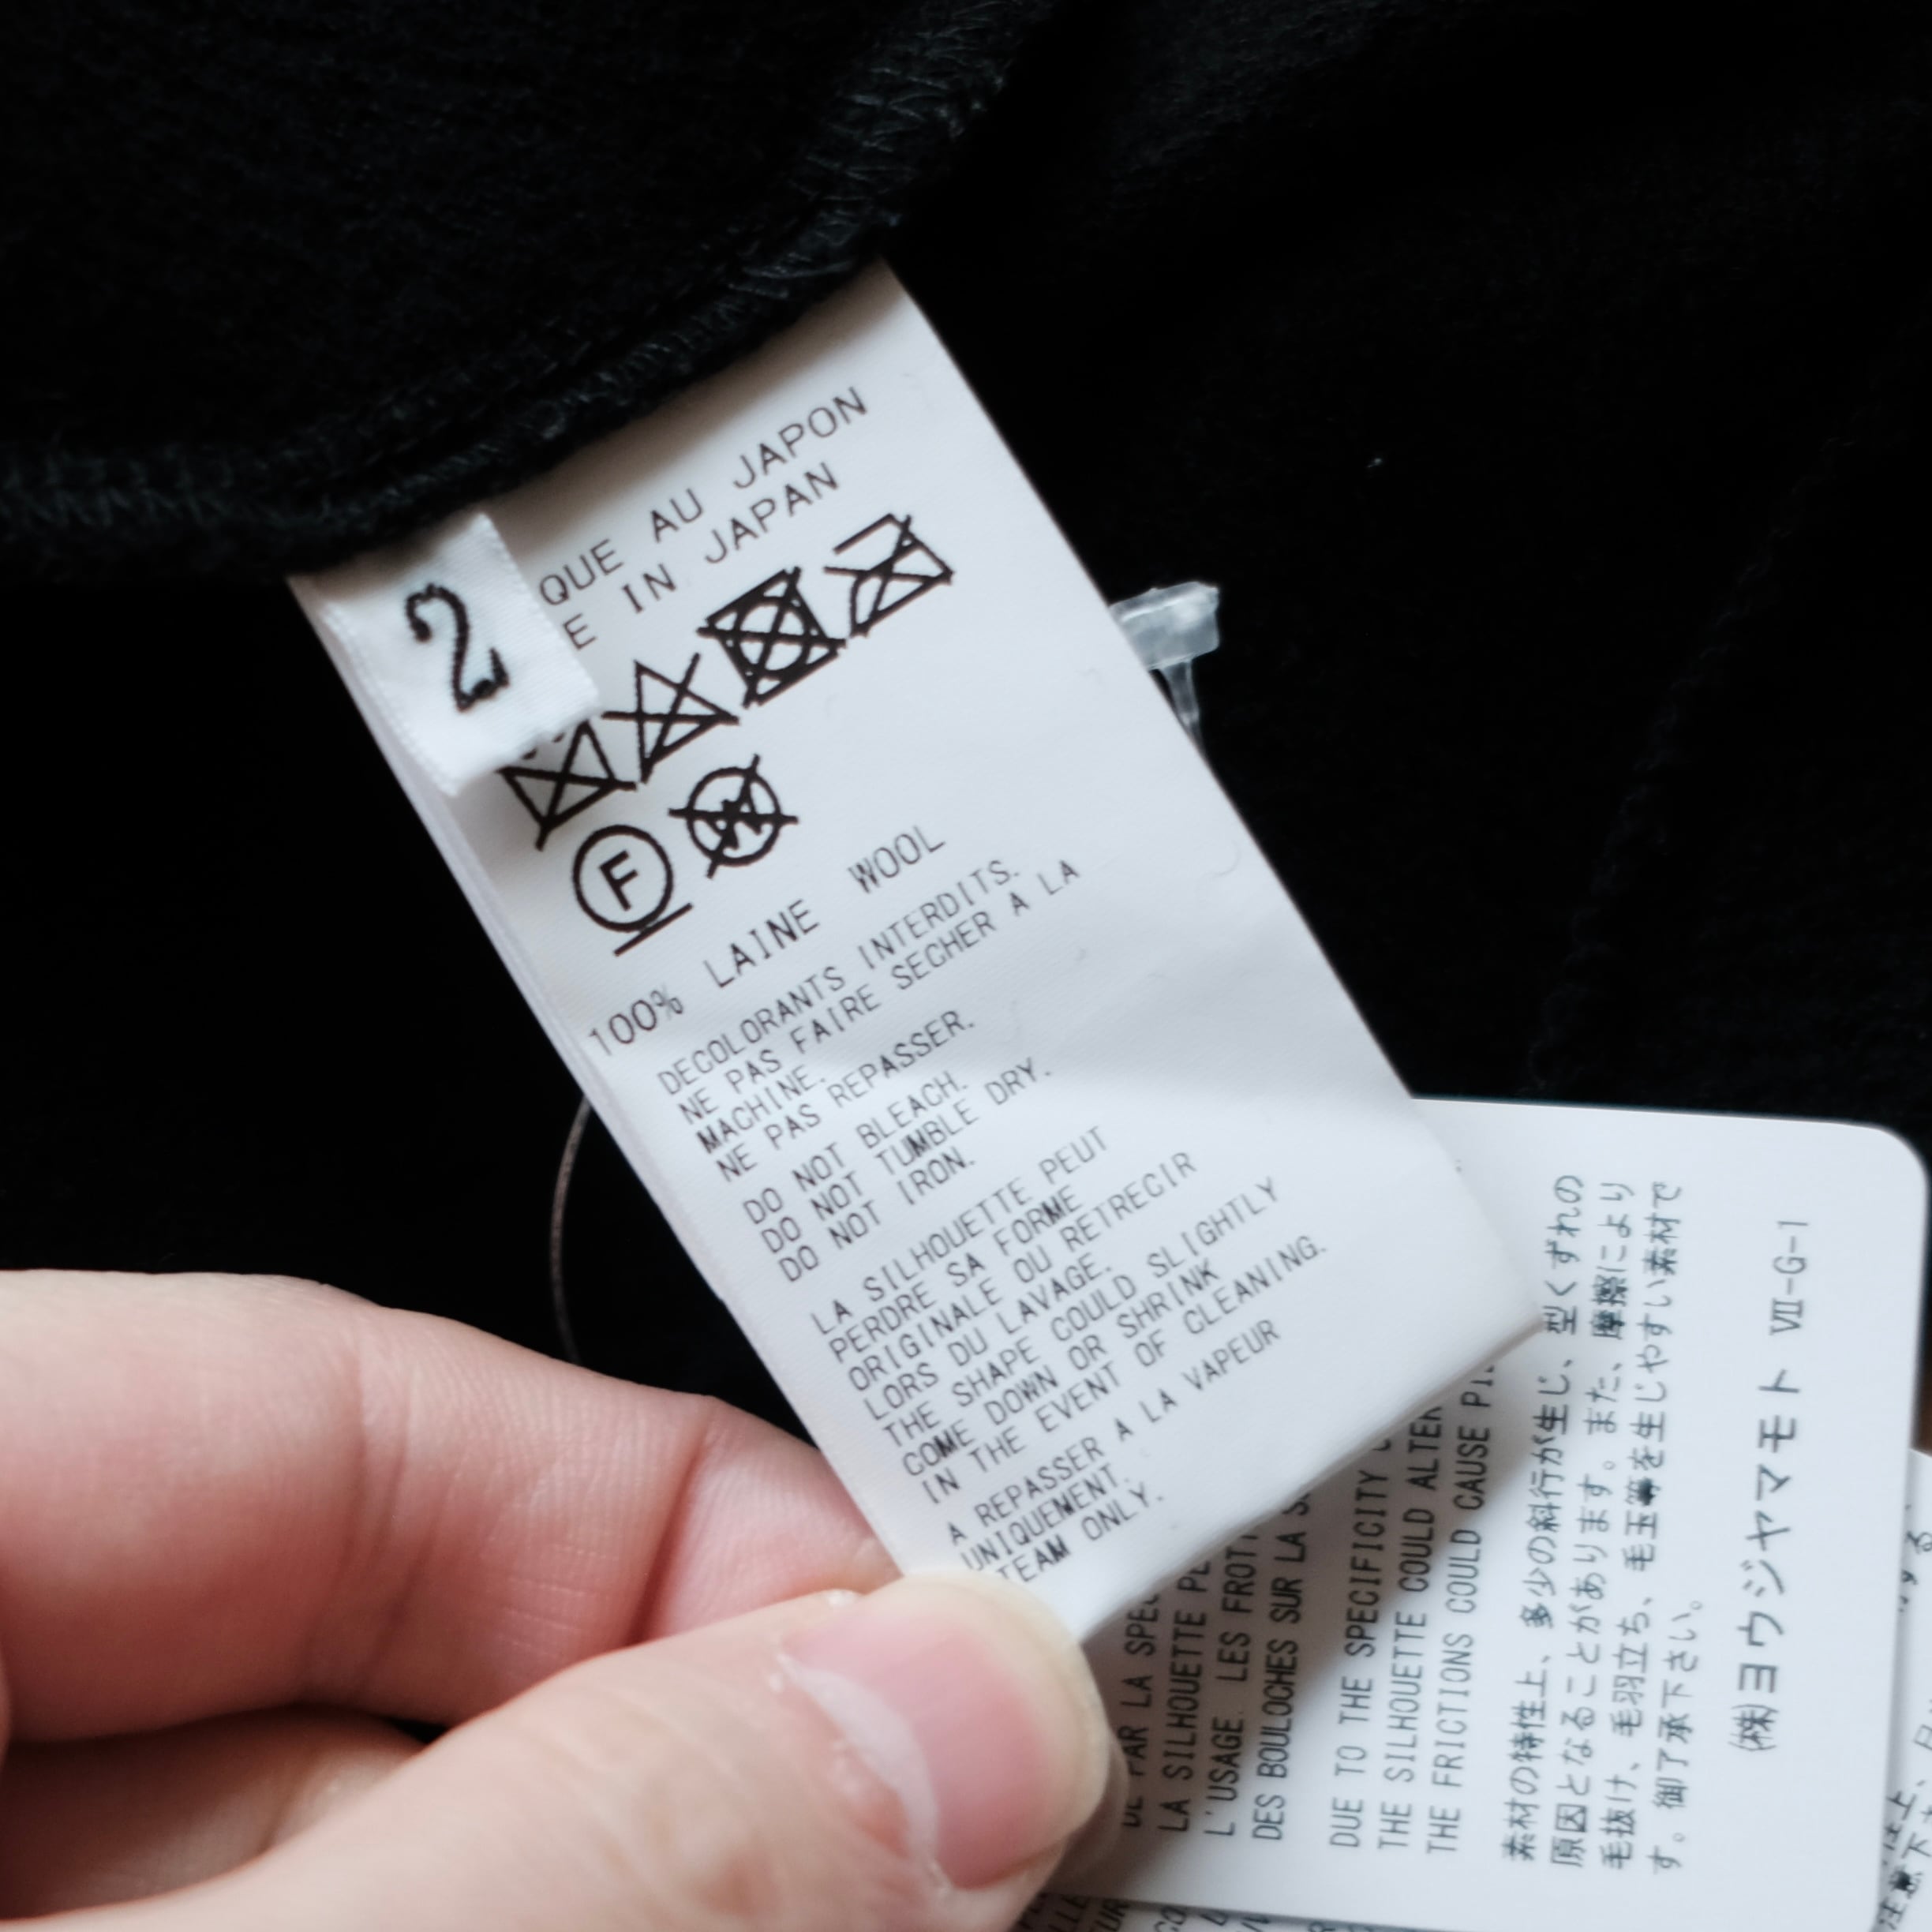 2
QUE AU JAPON
E IN JAPAN
F
W
100% LAINE WOOL
DECOLORANTS INTERDITS.
NE PAS FAIRE SECHER A LA
MACHINE.
NE PAS REPASSER.
DO NOT BLEACH.
DO NOT TUMBLE DRY.
DO NOT IRON.
LA SILHOUETTE PEUT
PERDRE SA FORME
ORIGINALE OU RETRECIR
LORS DU LAVAGE.
THE SHAPE COULD SLIGHTLY
COME DOWN OR SHRINK
IN THE EVENT OF CLEANING.
A REPASSER A LA VAPEUR
UNIQUEMENT.
TEAM ONLY.
PAR LA SPE
LA SILHOUETTE PE
L'USAGE. LES FROTT
DES BOULOCHES SUR LA S
DUE TO THE SPECIFICITY
THE SILHOUETTE COULD ALTER
THE FRICTIONS COULD CAUSE PI
素材の特性上、多少の斜行が生じ、型くずれの
原因となることがあります。また、摩擦により
毛抜け、毛羽立ち、毛玉等を生じやすい素材で
す。御了承下さい。
㈱ヨウジヤマモト Ⅶ-G-1